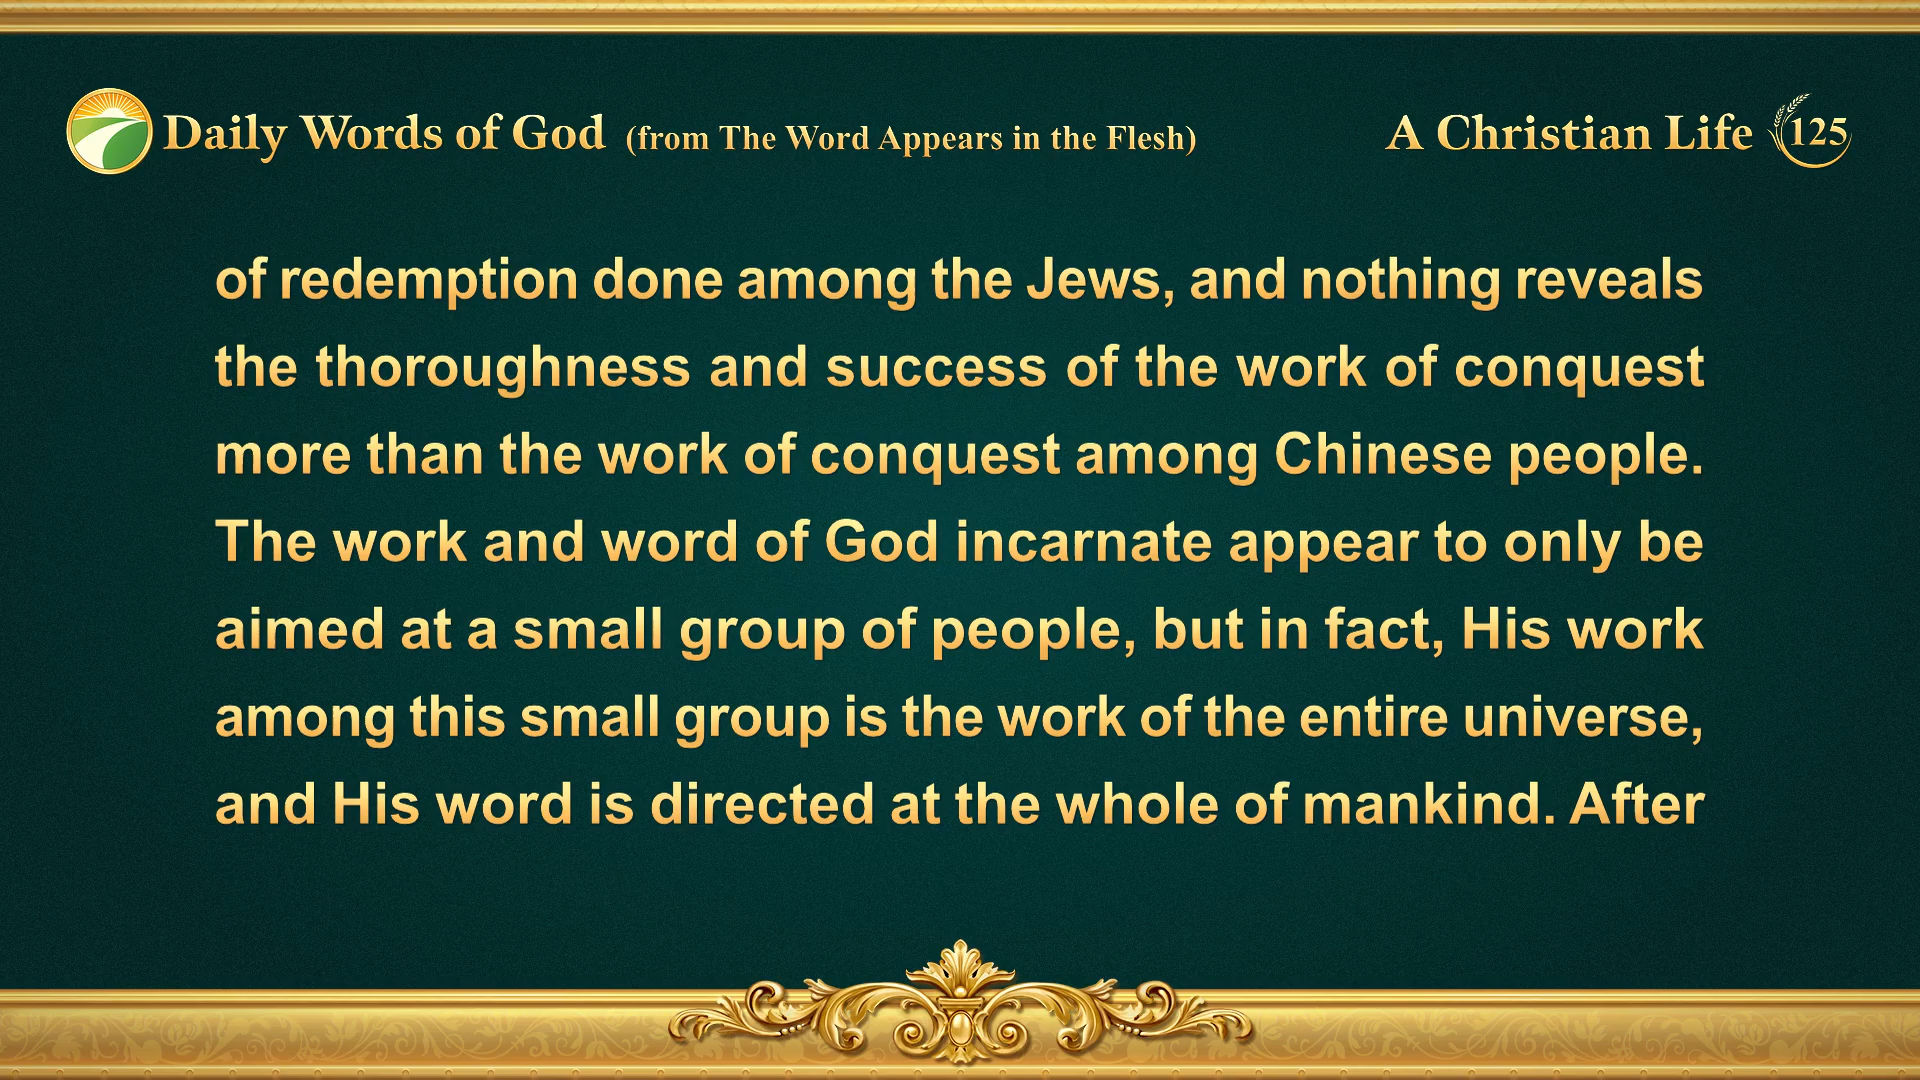 Daily Words of God (from The Word Appears in the Flesh)
A Christian Life 125
of redemption done among the Jews, and nothing reveals
the thoroughness and success of the work of conquest
more than the work of conquest among Chinese people.
The work and word of God incarnate appear to only be
aimed at a small group of people, but in fact, His work
among this small group is the work of the entire universe,
and His word is directed at the whole of mankind. After